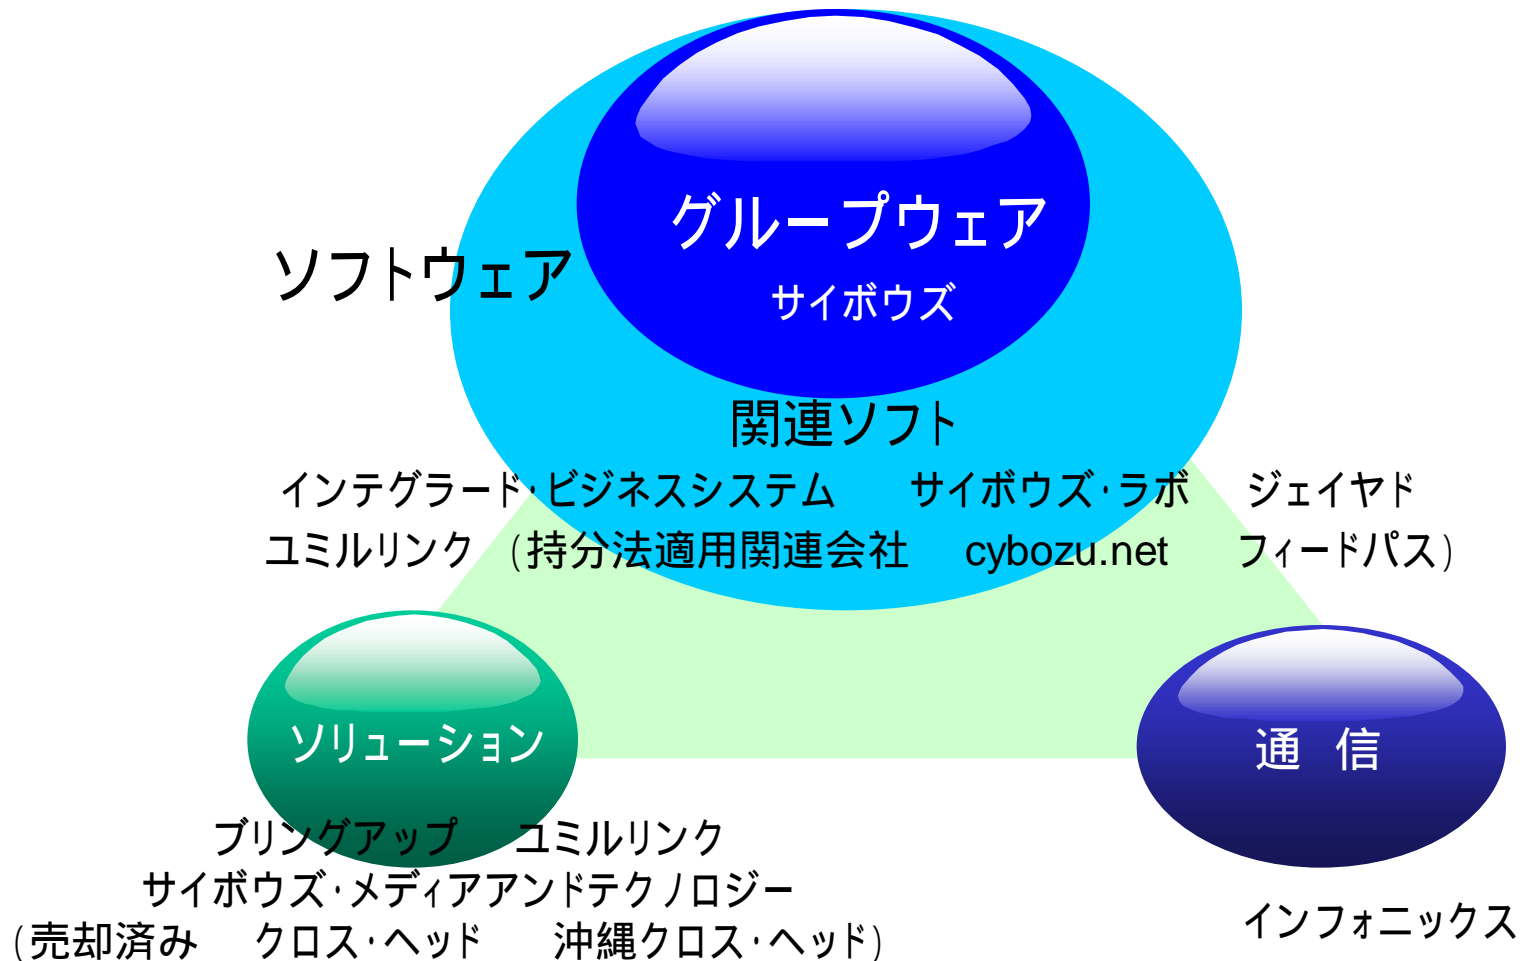 グループウェア
サイボウズ
ソフトウェア
関連ソフト
インテグラード・ビジネスシステム サイボウズ・ラボ ジェイヤド
ユミルリンク (持分法適用関連会社 cybozu.net フィードパス)
ソリューション
通 信
ブリングアップ ユミルリンク
サイボウズ・メディアアンドテクノロジー
(売却済み クロス・ヘッド 沖縄クロス・ヘッド)
インフォニックス